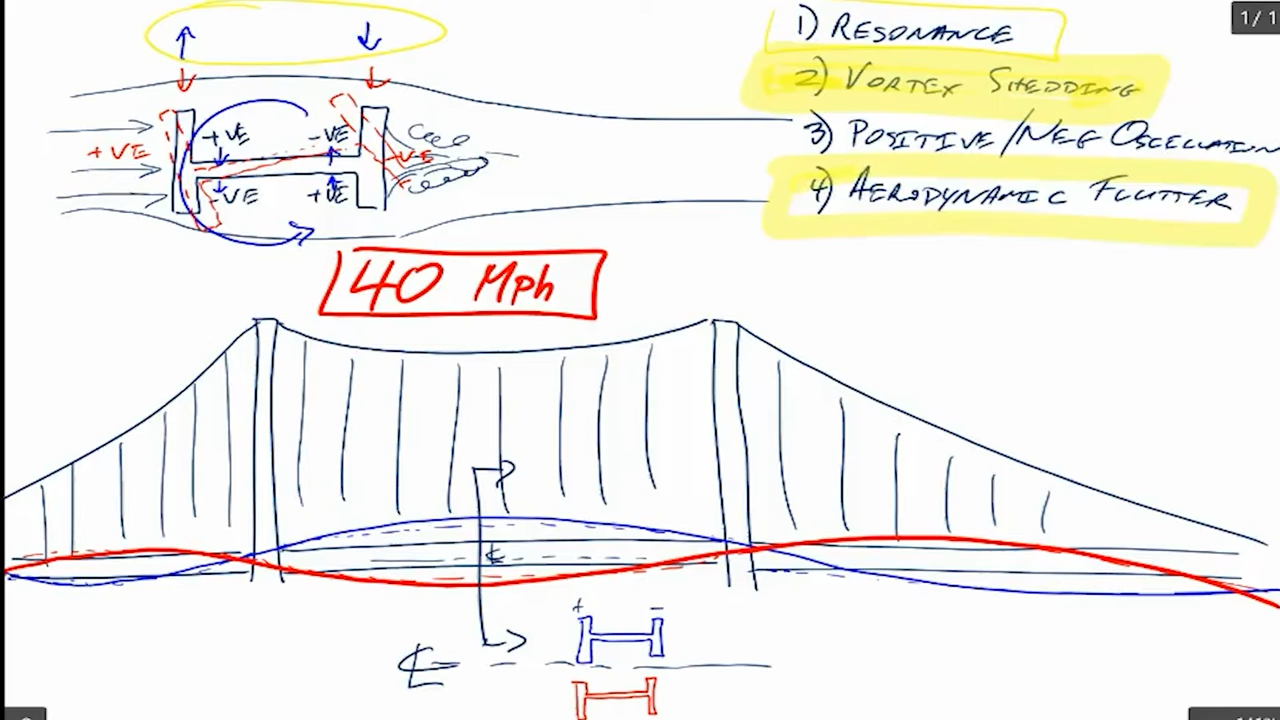 1) RESONANCE
1 / 1
2) VORTEX SHEDDING
3) POSITIVE/NEG OSCELLATION
4) AERODYNAMIC FLUTTER
+VE -VE
+VE -VE
-VE +VE
40 Mph
℄
+ -
℄